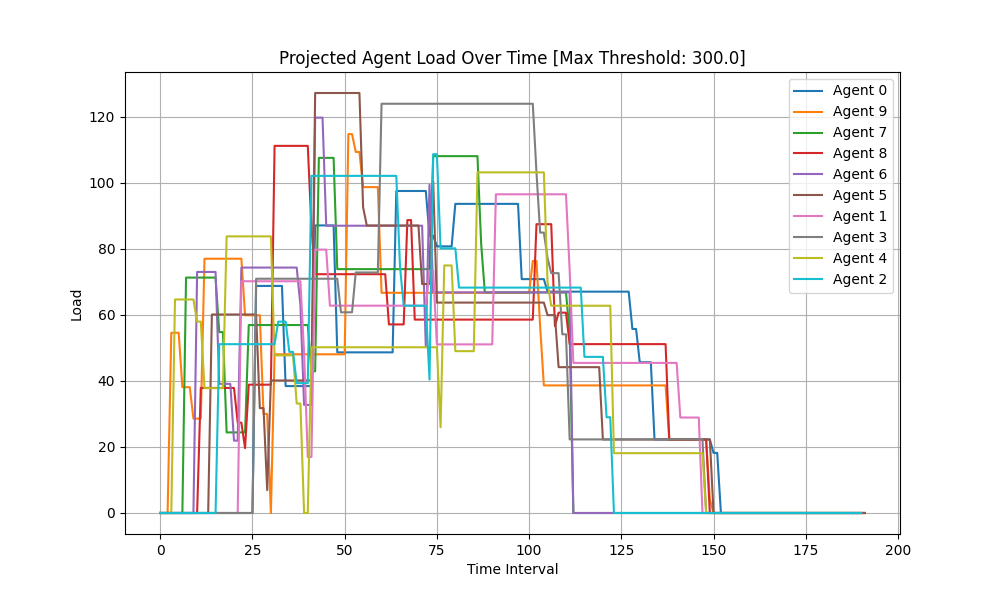 Projected Agent Load Over Time [Max Threshold: 300.0]
Load
120
100
80
60
40
20
0
0 25 50 75 100 125 150 175 200
Time Interval
Agent 0
Agent 9
Agent 7
Agent 8
Agent 6
Agent 5
Agent 1
Agent 3
Agent 4
Agent 2